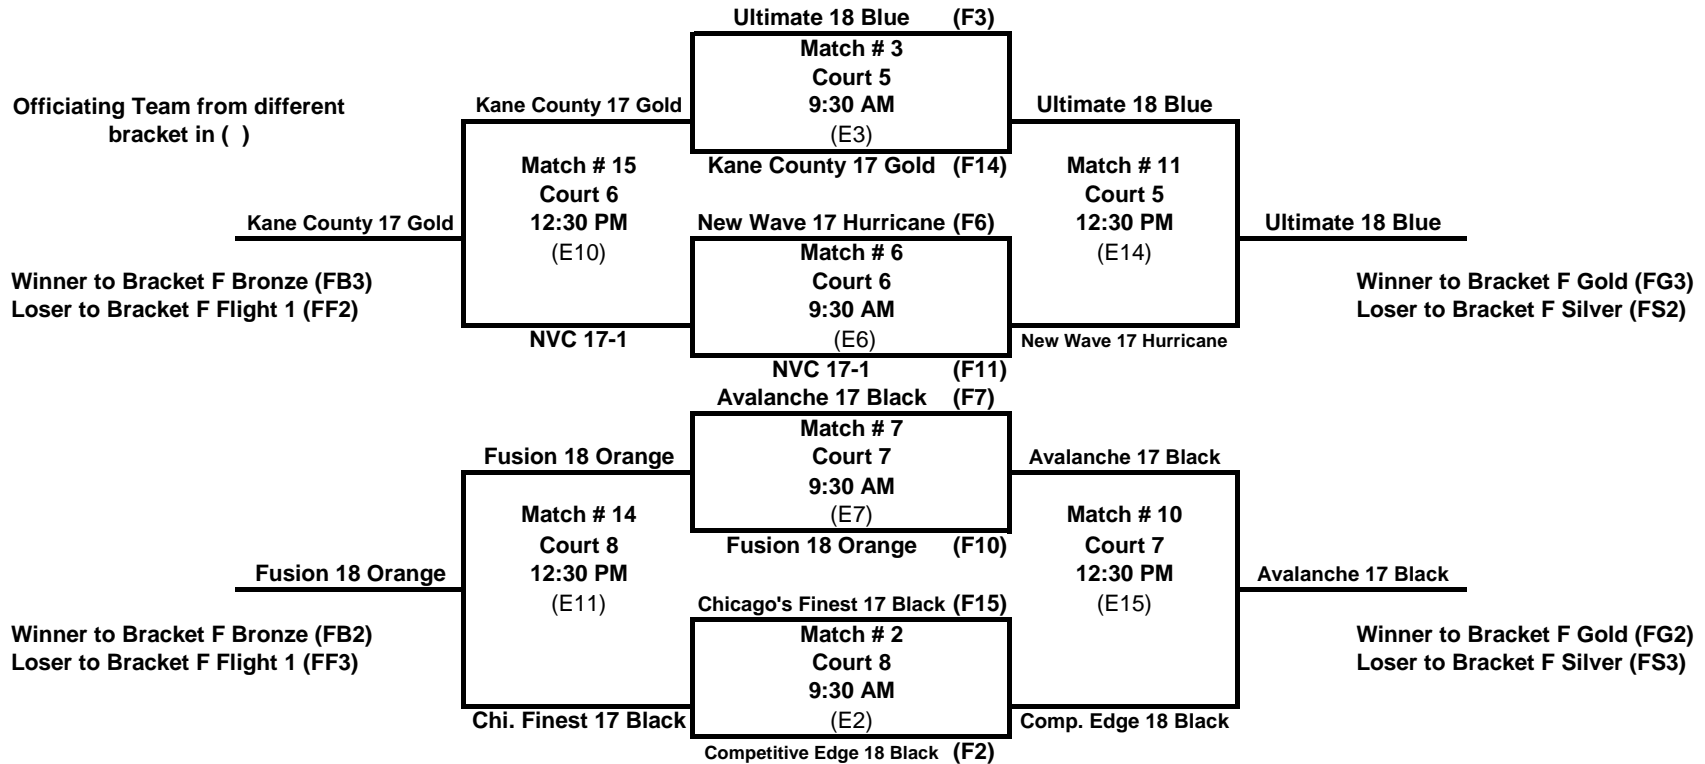 Ultimate 18 Blue (F3)
Match # 3
Court 5
9:30 AM
(E3)
Kane County 17 Gold (F14)
Officiating Team from different
bracket in ( )
Kane County 17 Gold
Ultimate 18 Blue
Match # 15
Court 6
12:30 PM
(E10)
Match # 11
Court 5
12:30 PM
(E14)
Kane County 17 Gold
New Wave 17 Hurricane (F6)
Ultimate 18 Blue
Match # 6
Court 6
9:30 AM
(E6)
Winner to Bracket F Bronze (FB3)
Loser to Bracket F Flight 1 (FF2)
Winner to Bracket F Gold (FG3)
Loser to Bracket F Silver (FS2)
NVC 17-1
New Wave 17 Hurricane
NVC 17-1 (F11)
Avalanche 17 Black (F7)
Match # 7
Court 7
9:30 AM
(E7)
Fusion 18 Orange (F10)
Fusion 18 Orange
Avalanche 17 Black
Match # 14
Court 8
12:30 PM
(E11)
Match # 10
Court 7
12:30 PM
(E15)
Fusion 18 Orange
Avalanche 17 Black
Chicago's Finest 17 Black (F15)
Match # 2
Court 8
9:30 AM
(E2)
Winner to Bracket F Bronze (FB2)
Loser to Bracket F Flight 1 (FF3)
Winner to Bracket F Gold (FG2)
Loser to Bracket F Silver (FS3)
Chi. Finest 17 Black
Comp. Edge 18 Black
Competitive Edge 18 Black (F2)